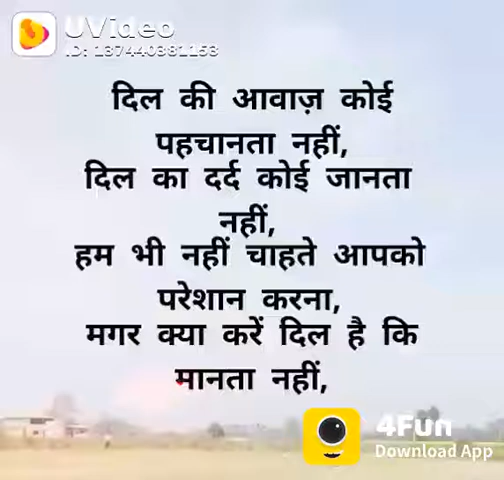 UVideo
ID: 137440381153
दिल की आवाज़ कोई
पहचानता नहीं,
दिल का दर्द कोई जानता
नहीं,
हम भी नहीं चाहते आपको
परेशान करना,
मगर क्या करें दिल है कि
मानता नहीं,
4Fun
Download App